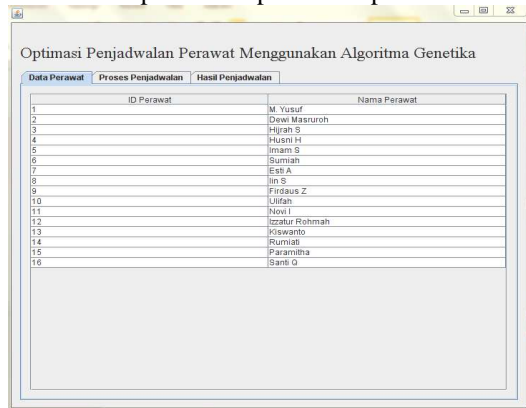 Optimasi Penjadwalan Perawat Menggunakan Algoritma Genetika
Data Perawat Proses Penjadwalan Hasil Penjadwalan
ID Perawat Nama Perawat
1 M. Yusuf
2 Dewi Masruroh
3 Hijrah S
4 Husni H
5 Imam S
6 Sumiah
7 Esti A
8 Iin S
9 Firdaus Z
10 Ulifah
11 Novi I
12 Izzatur Rohmah
13 Kiswanto
14 Rumiati
15 Paramitha
16 Santi Q